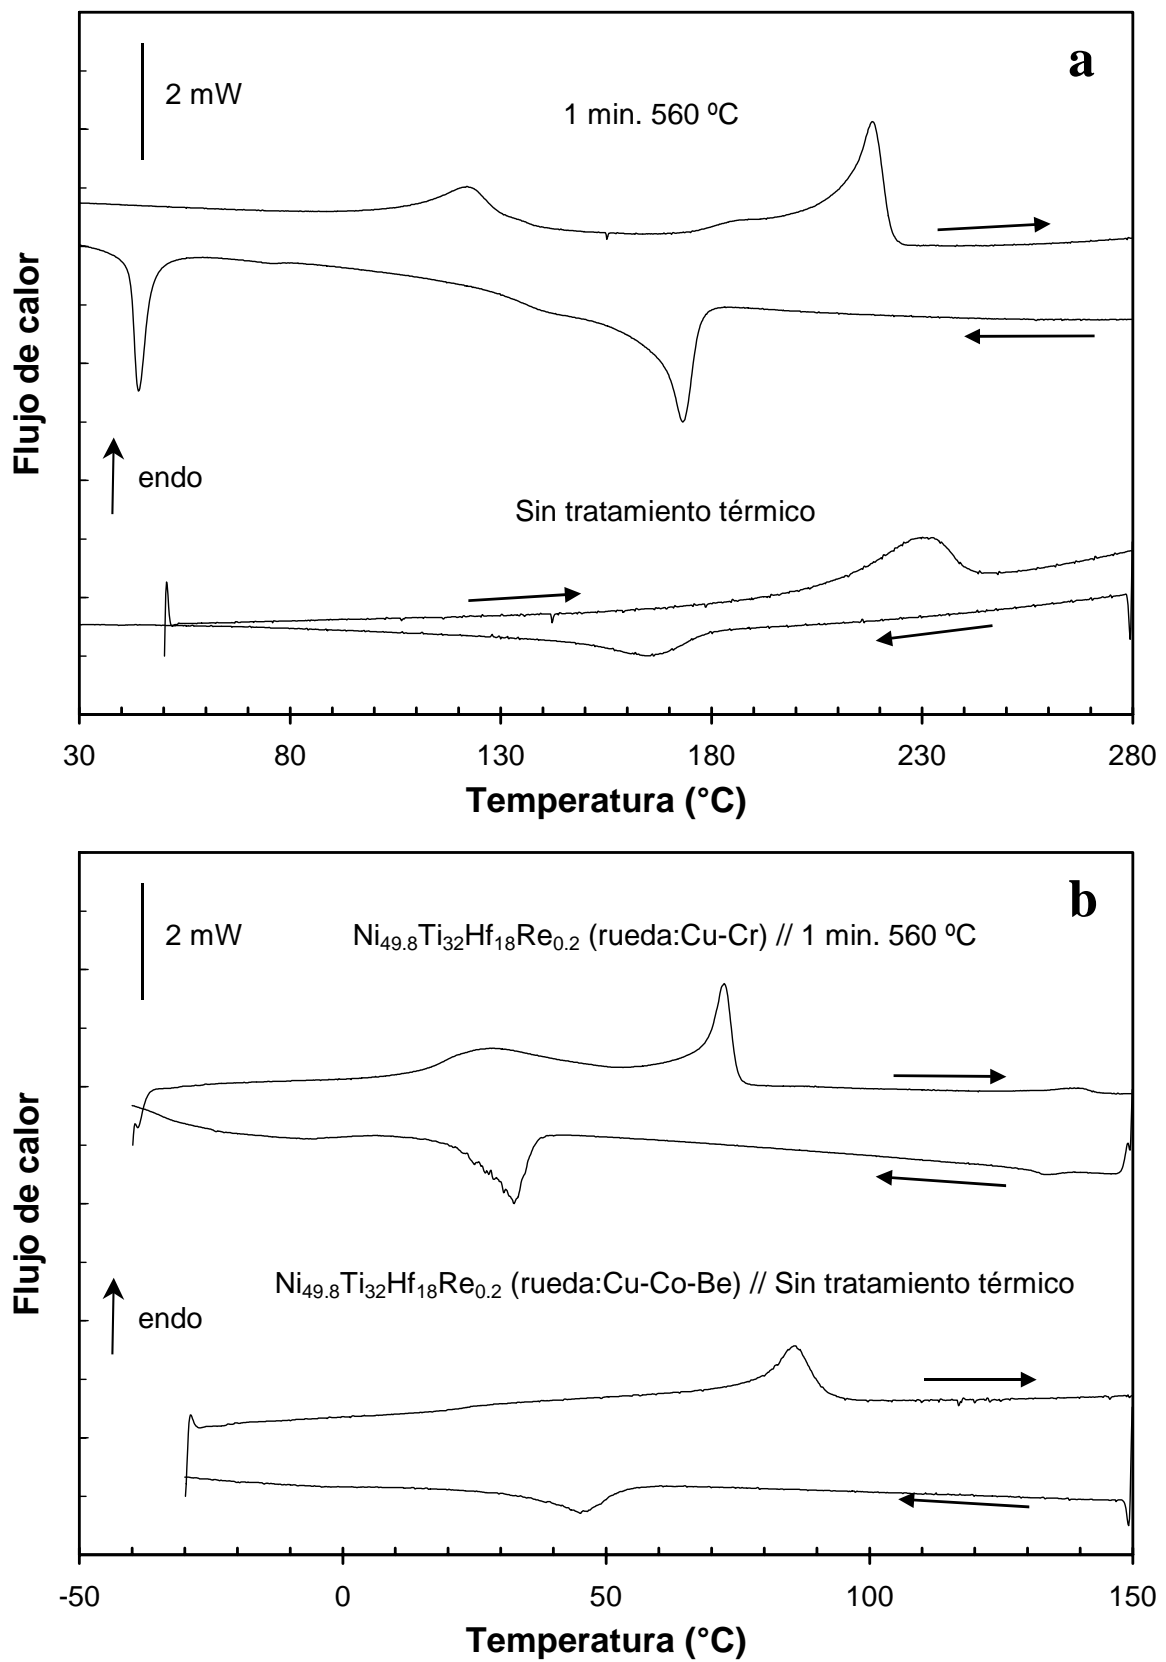 a
2 mW
1 min. 560 ºC
Flujo de calor
endo
Sin tratamiento térmico
30 80 130 180 230 280
Temperatura (°C)
b
2 mW
Ni49.8Ti32Hf18Re0.2 (rueda:Cu-Cr) // 1 min. 560 ºC
Flujo de calor
Ni49.8Ti32Hf18Re0.2 (rueda:Cu-Co-Be) // Sin tratamiento térmico
endo
-50 0 50 100 150
Temperatura (°C)